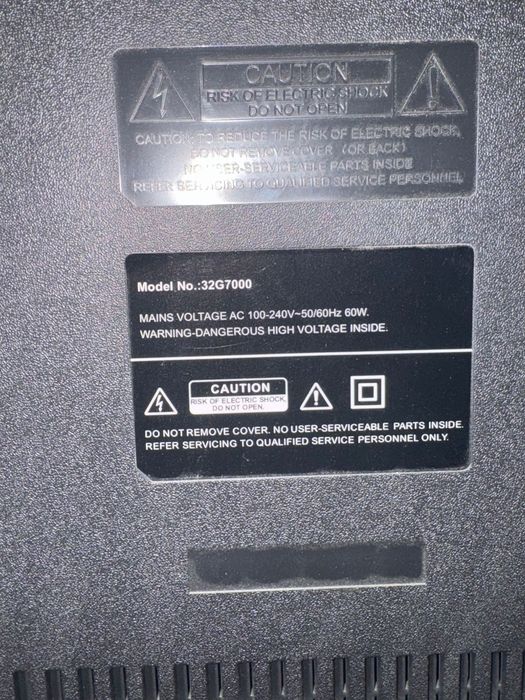 CAUTION
RISK OF ELECTRIC SHOCK
DO NOT OPEN
CAUTION: TO REDUCE THE RISK OF ELECTRIC SHOCK,
DO NOT REMOVE COVER (OR BACK)
NO USER-SERVICEABLE PARTS INSIDE
REFER SERVICING TO QUALIFIED SERVICE PERSONNEL
Model No.:32G7000
MAINS VOLTAGE AC 100-240V~50/60Hz 60W.
WARNING-DANGEROUS HIGH VOLTAGE INSIDE.
CAUTION
RISK OF ELECTRIC SHOCK
DO NOT OPEN.
DO NOT REMOVE COVER. NO USER-SERVICEABLE PARTS INSIDE.
REFER SERVICING TO QUALIFIED SERVICE PERSONNEL ONLY.